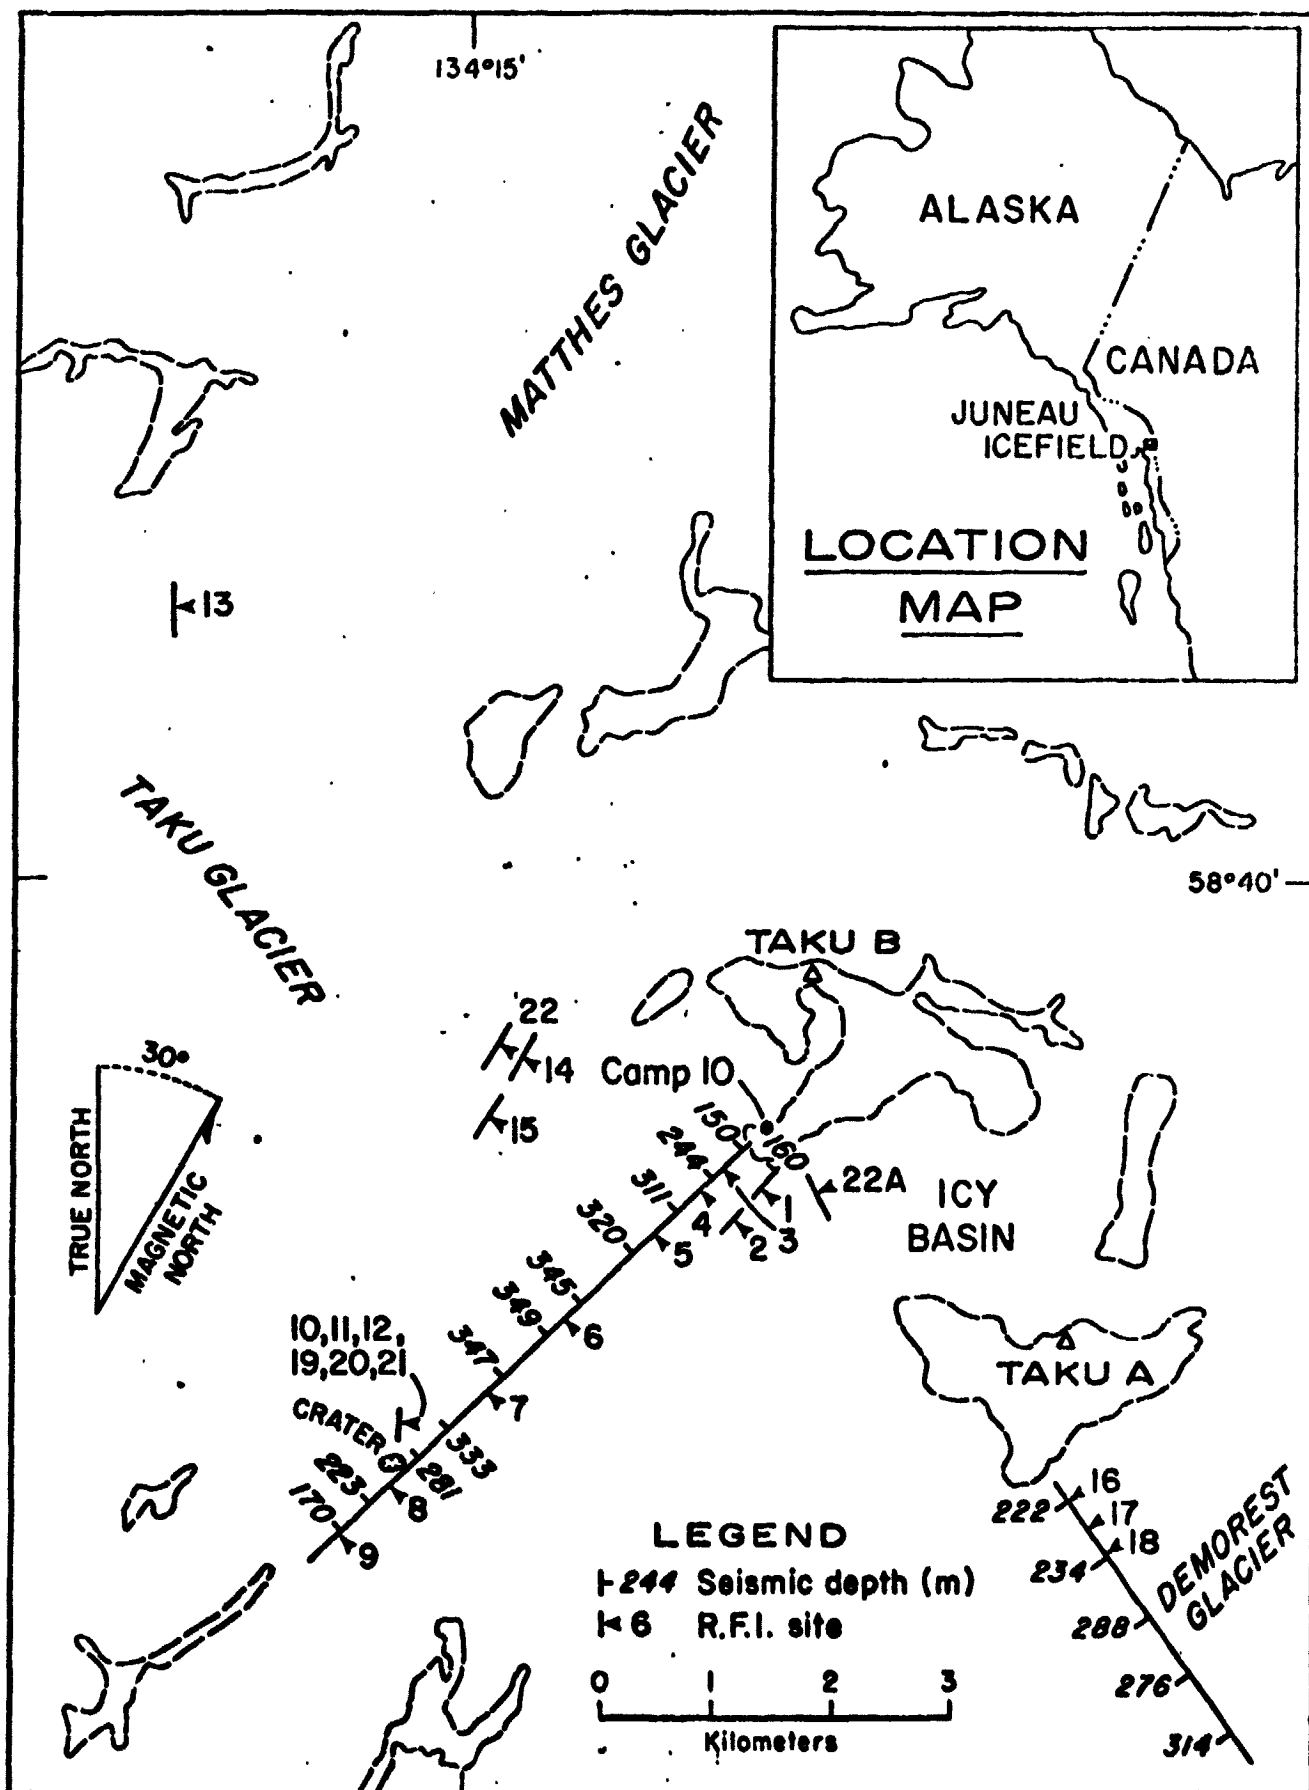 134°15'
MATTHES GLACIER
ALASKA
CANADA
JUNEAU
ICEFIELD
LOCATION
MAP
13
TAKU GLACIER
58°40'
TAKU B
22
14
15
Camp 10
30°
TRUE NORTH
MAGNETIC
NORTH
150
160
244
311
320
345
349
347
333
281
223
170
22A
1
3
2
4
5
6
7
8
9
ICY
BASIN
10,11,12,
19,20,21
CRATER
TAKU A
16
17
18
222
234
288
276
314
DEMOREST
GLACIER
LEGEND
244 Seismic depth (m)
6 R.F.I. site
0 1 2 3
Kilometers